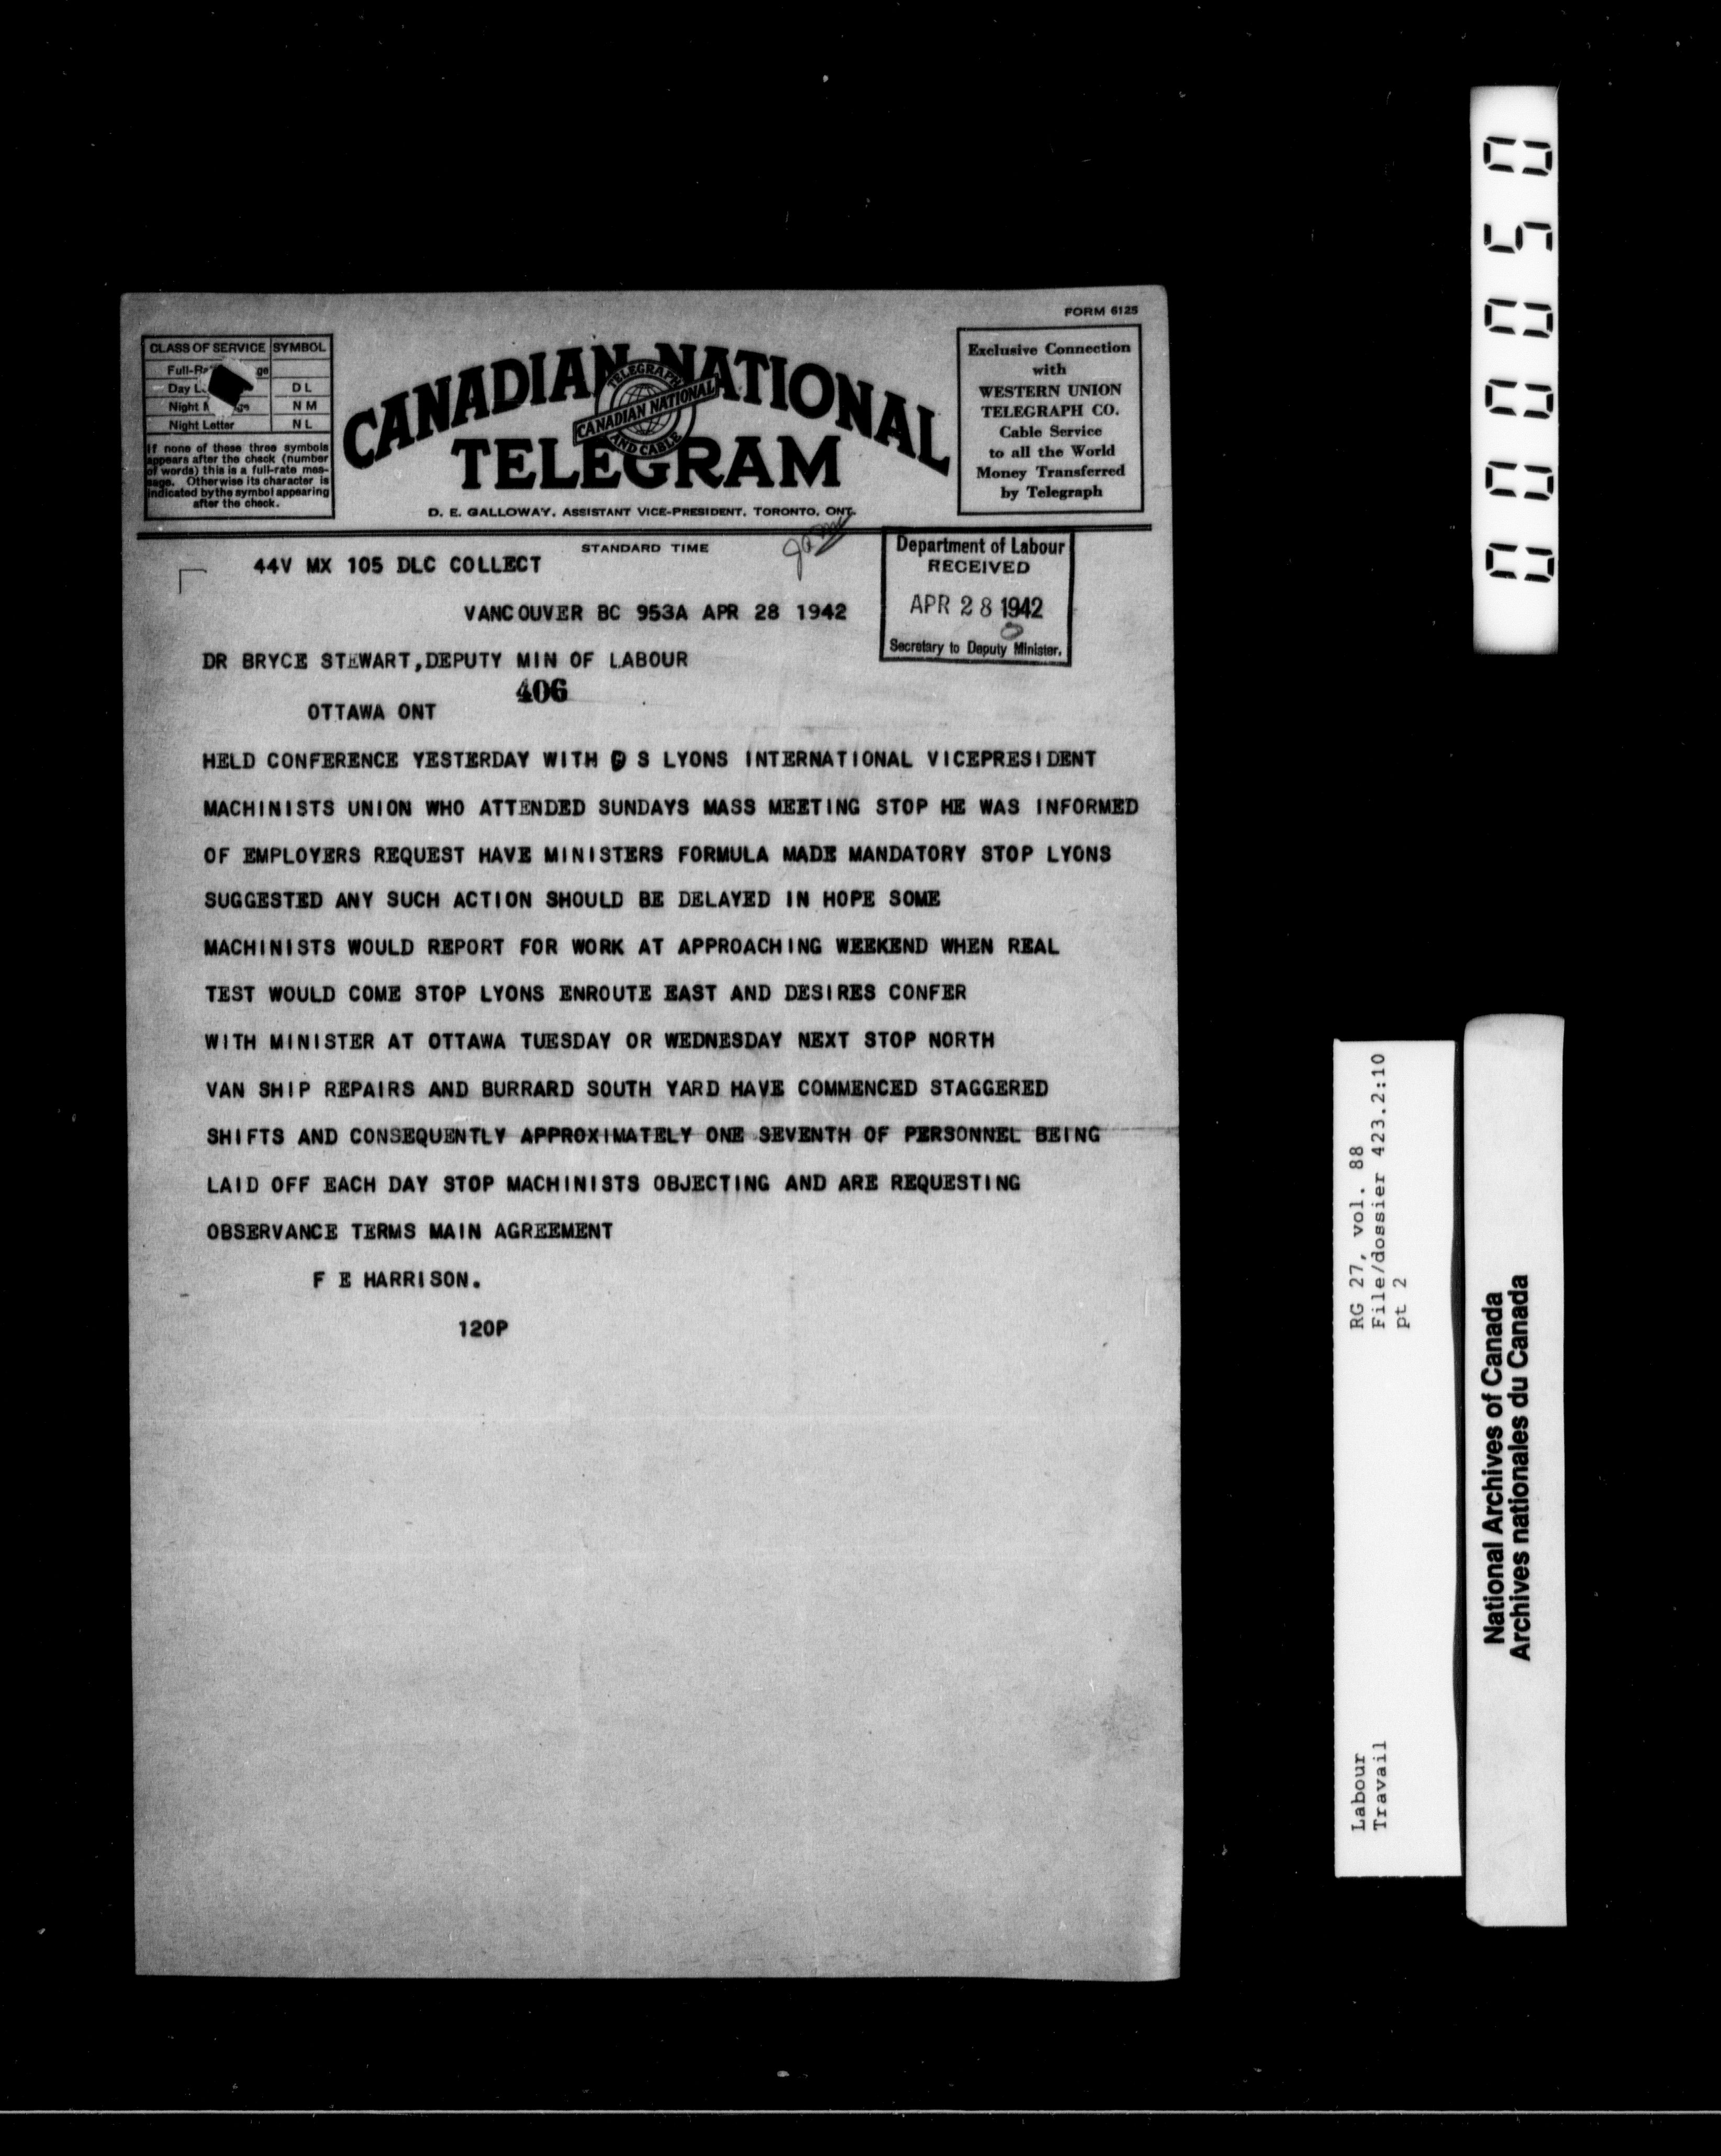 FORM 6125
CLASS OF SERVICE SYMBOL
Day DL
Night NM
Night Letter NL
If none of these three symbols
appears after the check (number
of words) this is a full-rate mes-
sage. Otherwise its character is
indicated by the symbol appearing
after the check.
CANADIAN NATIONAL
TELEGRAM
TELEGRAPH
CANADIAN NATIONAL
AND CABLE
D. E. GALLOWAY, ASSISTANT VICE-PRESIDENT, TORONTO, ONT.
Exclusive Connection
with
WESTERN UNION
TELEGRAPH CO.
Cable Service
to all the World
Money Transferred
by Telegraph
STANDARD TIME
44V MX 105 DLC COLLECT
Department of Labour
RECEIVED
APR 28 1942
Secretary to Deputy Minister.
VANCOUVER BC 953A APR 28 1942
DR BRYCE STEWART,DEPUTY MIN OF LABOUR
406
OTTAWA ONT
HELD CONFERENCE YESTERDAY WITH S LYONS INTERNATIONAL VICEPRESIDENT
MACHINISTS UNION WHO ATTENDED SUNDAYS MASS MEETING STOP HE WAS INFORMED
OF EMPLOYERS REQUEST HAVE MINISTERS FORMULA MADE MANDATORY STOP LYONS
SUGGESTED ANY SUCH ACTION SHOULD BE DELAYED IN HOPE SOME
MACHINISTS WOULD REPORT FOR WORK AT APPROACHING WEEKEND WHEN REAL
TEST WOULD COME STOP LYONS ENROUTE EAST AND DESIRES CONFER
WITH MINISTER AT OTTAWA TUESDAY OR WEDNESDAY NEXT STOP NORTH
VAN SHIP REPAIRS AND BURRARD SOUTH YARD HAVE COMMENCED STAGGERED
SHIFTS AND CONSEQUENTLY APPROXIMATELY ONE SEVENTH OF PERSONNEL BEING
LAID OFF EACH DAY STOP MACHINISTS OBJECTING AND ARE REQUESTING
OBSERVANCE TERMS MAIN AGREEMENT
F E HARRISON.
120P
000050
RG 27, vol. 88
File/dossier 423.2:10
pt 2
Labour
Travail
National Archives of Canada
Archives nationales du Canada